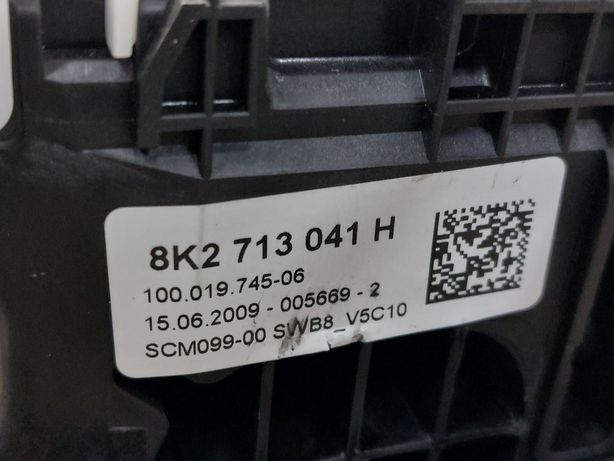 8K2 713 041 H
100.019.745-06
15.06.2009 - 005669 - 2
SCM099-00 SWB8_V5C10